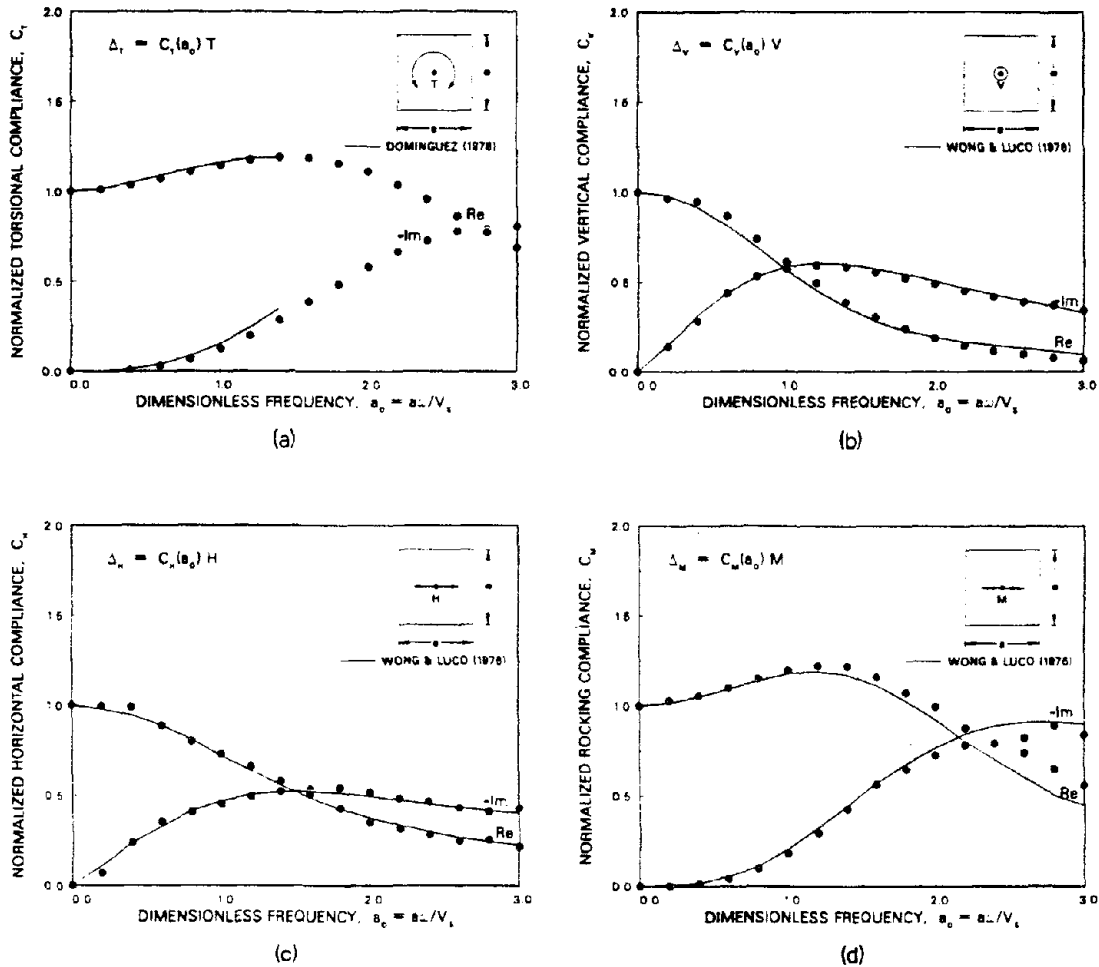 NORMALIZED TORSIONAL COMPLIANCE, C_T
2.0
1.5
1.0
0.5
0.0
Δ_T = C_T(a_0) T
T
DOMINGUEZ (1978)
Re
-Im
0.0
1.0
2.0
3.0
DIMENSIONLESS FREQUENCY, a_0 = aω/V_s
(a)
NORMALIZED VERTICAL COMPLIANCE, C_V
2.0
1.5
1.0
0.5
0.0
Δ_V = C_V(a_0) V
V
WONG & LUCO (1976)
-Im
Re
0.0
1.0
2.0
3.0
DIMENSIONLESS FREQUENCY, a_0 = aω/V_s
(b)
NORMALIZED HORIZONTAL COMPLIANCE, C_H
2.0
1.5
1.0
0.5
0.0
Δ_H = C_H(a_0) H
H
WONG & LUCO (1976)
-Im
Re
0.0
1.0
2.0
3.0
DIMENSIONLESS FREQUENCY, a_0 = aω/V_s
(c)
NORMALIZED ROCKING COMPLIANCE, C_M
2.0
1.5
1.0
0.5
0.0
Δ_M = C_M(a_0) M
M
WONG & LUCO (1976)
-Im
Re
0.0
1.0
2.0
3.0
DIMENSIONLESS FREQUENCY, a_0 = aω/V_s
(d)